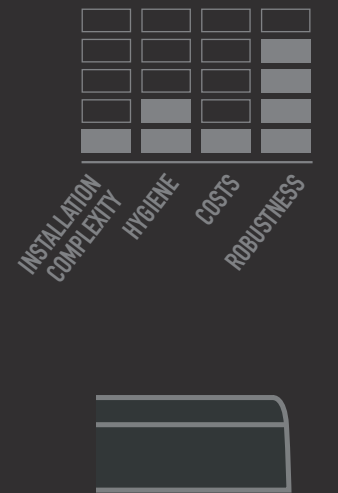 INSTALLATION
COMPLEXITY
HYGIENE
COSTS
ROBUSTNESS